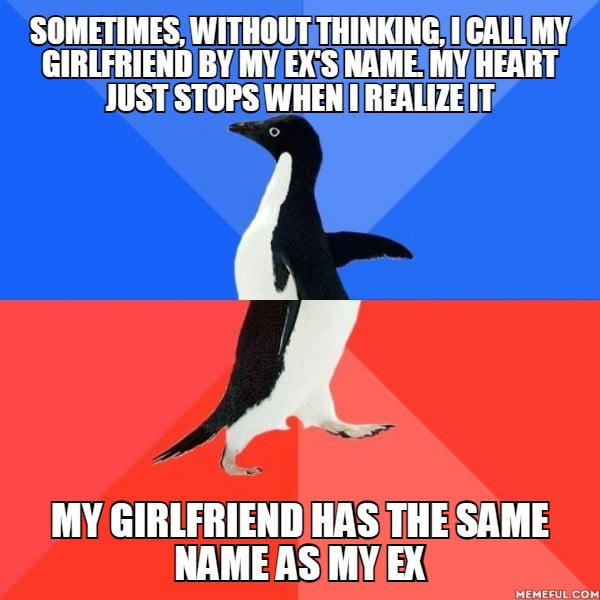 SOMETIMES, WITHOUT THINKING, I CALL MY
GIRLFRIEND BY MY EX'S NAME. MY HEART
JUST STOPS WHEN I REALIZE IT
MY GIRLFRIEND HAS THE SAME
NAME AS MY EX
MEMEFUL.COM